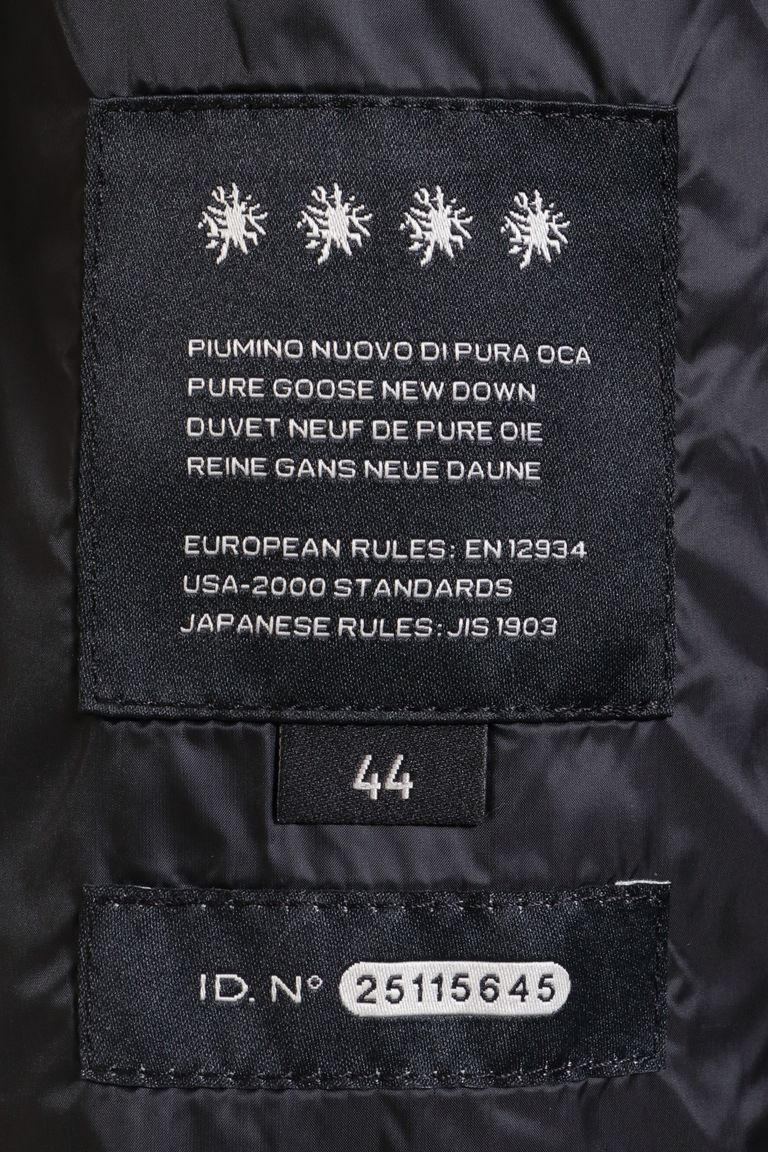 PIUMINO NUOVO DI PURA OCA
PURE GOOSE NEW DOWN
DUVET NEUF DE PURE OIE
REINE GANS NEUE DAUNE
EUROPEAN RULES: EN 12934
USA-2000 STANDARDS
JAPANESE RULES: JIS 1903
44
ID. Nº 25115645